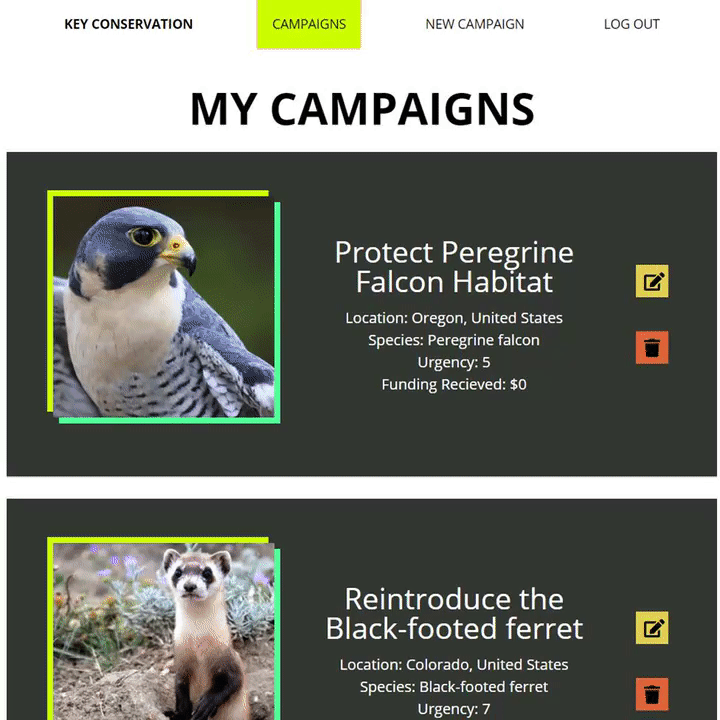 KEY CONSERVATION CAMPAIGNS NEW CAMPAIGN LOG OUT
MY CAMPAIGNS
Protect Peregrine
Falcon Habitat
Location: Oregon, United States
Species: Peregrine falcon
Urgency: 5
Funding Recieved: $0
Reintroduce the
Black-footed ferret
Location: Colorado, United States
Species: Black-footed ferret
Urgency: 7